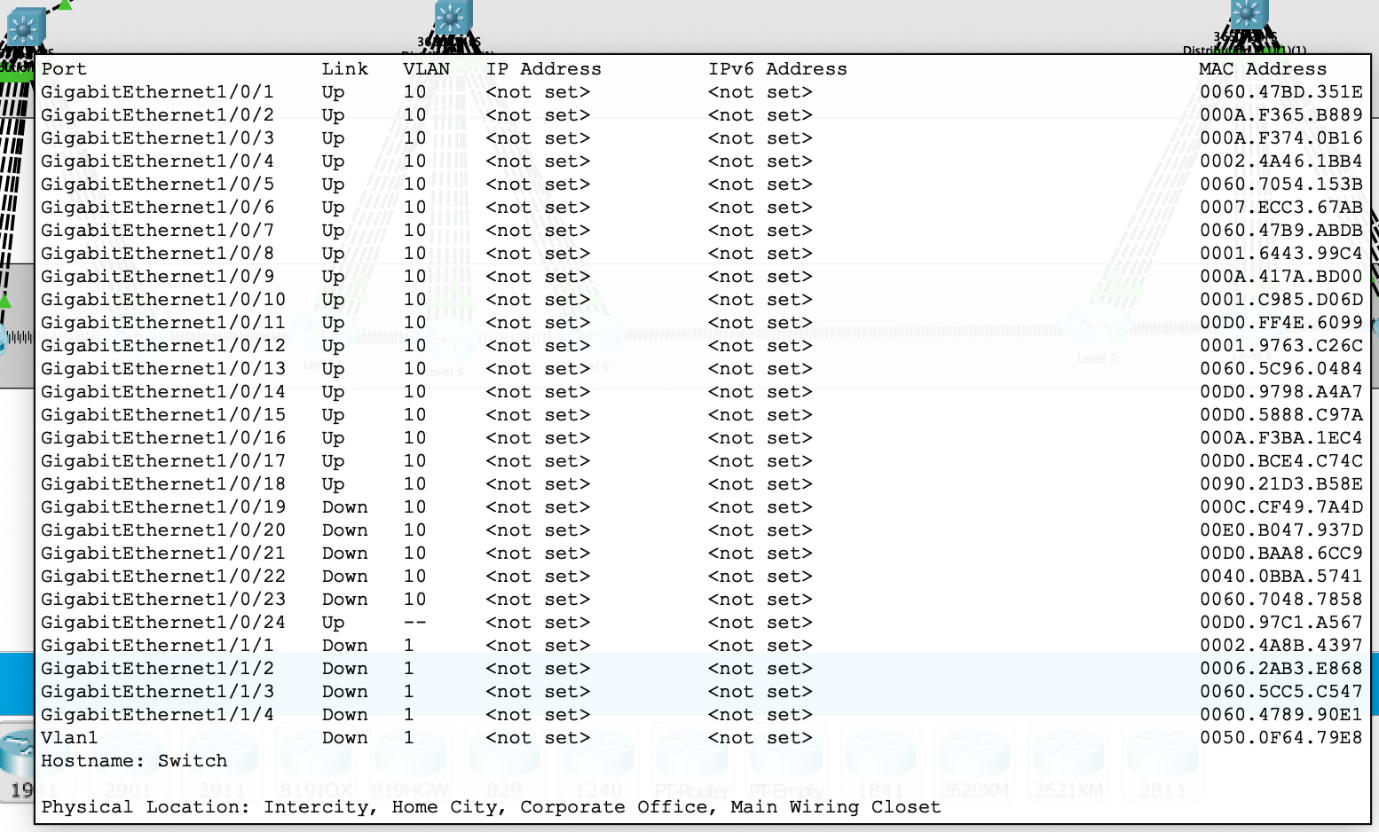 Port Link VLAN IP Address IPv6 Address MAC Address
GigabitEthernet1/0/1 Up 10 <not set> <not set> 0060.47BD.351E
GigabitEthernet1/0/2 Up 10 <not set> <not set> 000A.F365.B889
GigabitEthernet1/0/3 Up 10 <not set> <not set> 000A.F374.0B16
GigabitEthernet1/0/4 Up 10 <not set> <not set> 0002.4A46.1BB4
GigabitEthernet1/0/5 Up 10 <not set> <not set> 0060.7054.153B
GigabitEthernet1/0/6 Up 10 <not set> <not set> 0007.ECC3.67AB
GigabitEthernet1/0/7 Up 10 <not set> <not set> 0060.47B9.ABDB
GigabitEthernet1/0/8 Up 10 <not set> <not set> 0001.6443.99C4
GigabitEthernet1/0/9 Up 10 <not set> <not set> 000A.417A.BD00
GigabitEthernet1/0/10 Up 10 <not set> <not set> 0001.C985.D06D
GigabitEthernet1/0/11 Up 10 <not set> <not set> 00D0.FF4E.6099
GigabitEthernet1/0/12 Up 10 <not set> <not set> 0001.9763.C26C
GigabitEthernet1/0/13 Up 10 <not set> <not set> 0060.5C96.0484
GigabitEthernet1/0/14 Up 10 <not set> <not set> 00D0.9798.A4A7
GigabitEthernet1/0/15 Up 10 <not set> <not set> 00D0.5888.C97A
GigabitEthernet1/0/16 Up 10 <not set> <not set> 000A.F3BA.1EC4
GigabitEthernet1/0/17 Up 10 <not set> <not set> 00D0.BCE4.C74C
GigabitEthernet1/0/18 Up 10 <not set> <not set> 0090.21D3.B58E
GigabitEthernet1/0/19 Down 10 <not set> <not set> 000C.CF49.7A4D
GigabitEthernet1/0/20 Down 10 <not set> <not set> 00E0.B047.937D
GigabitEthernet1/0/21 Down 10 <not set> <not set> 00D0.BAA8.6CC9
GigabitEthernet1/0/22 Down 10 <not set> <not set> 0040.0BBA.5741
GigabitEthernet1/0/23 Down 10 <not set> <not set> 0060.7048.7858
GigabitEthernet1/0/24 Up -- <not set> <not set> 00D0.97C1.A567
GigabitEthernet1/1/1 Down 1 <not set> <not set> 0002.4A8B.4397
GigabitEthernet1/1/2 Down 1 <not set> <not set> 0006.2AB3.E868
GigabitEthernet1/1/3 Down 1 <not set> <not set> 0060.5CC5.C547
GigabitEthernet1/1/4 Down 1 <not set> <not set> 0060.4789.90E1
Vlan1 Down 1 <not set> <not set> 0050.0F64.79E8
Hostname: Switch
1941 2901 2911 819IOX 819HGW 829 1240 PT-Router PT-Empty 1841 2620XM 2621XM 2811
Physical Location: Intercity, Home City, Corporate Office, Main Wiring Closet
Level 5
Level 7